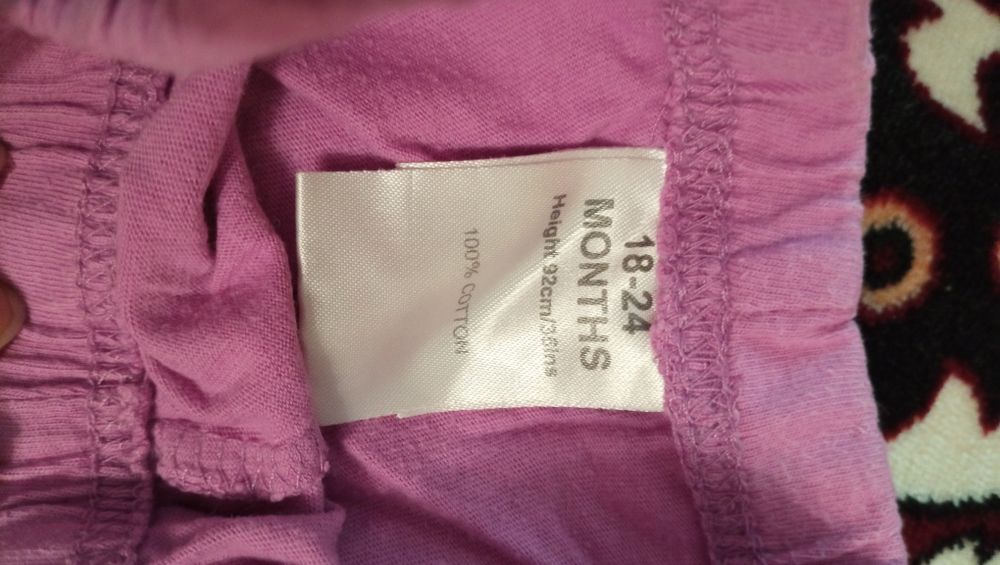 18-24
MONTHS
Height 92cm/36ins
100% COTTON